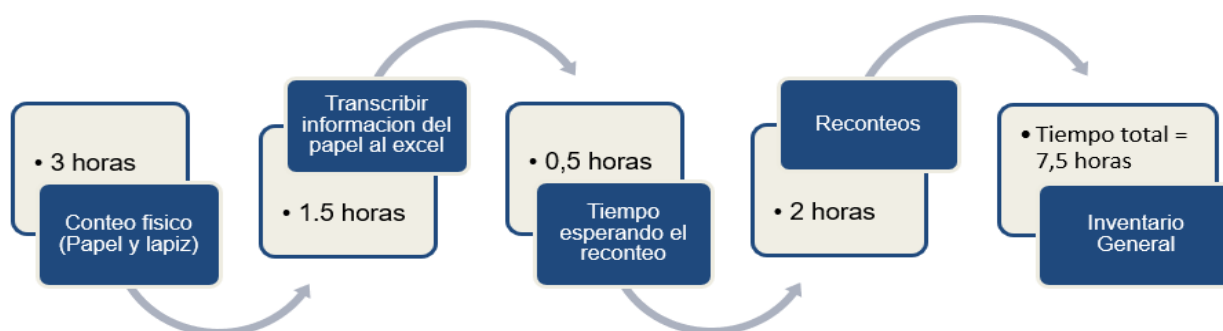 • 3 horas
Conteo fisico
(Papel y lapiz)
Transcribir
informacion del
papel al excel
• 1.5 horas
• 0,5 horas
Tiempo
esperando el
reconteo
Reconteos
• 2 horas
• Tiempo total =
7,5 horas
Inventario
General